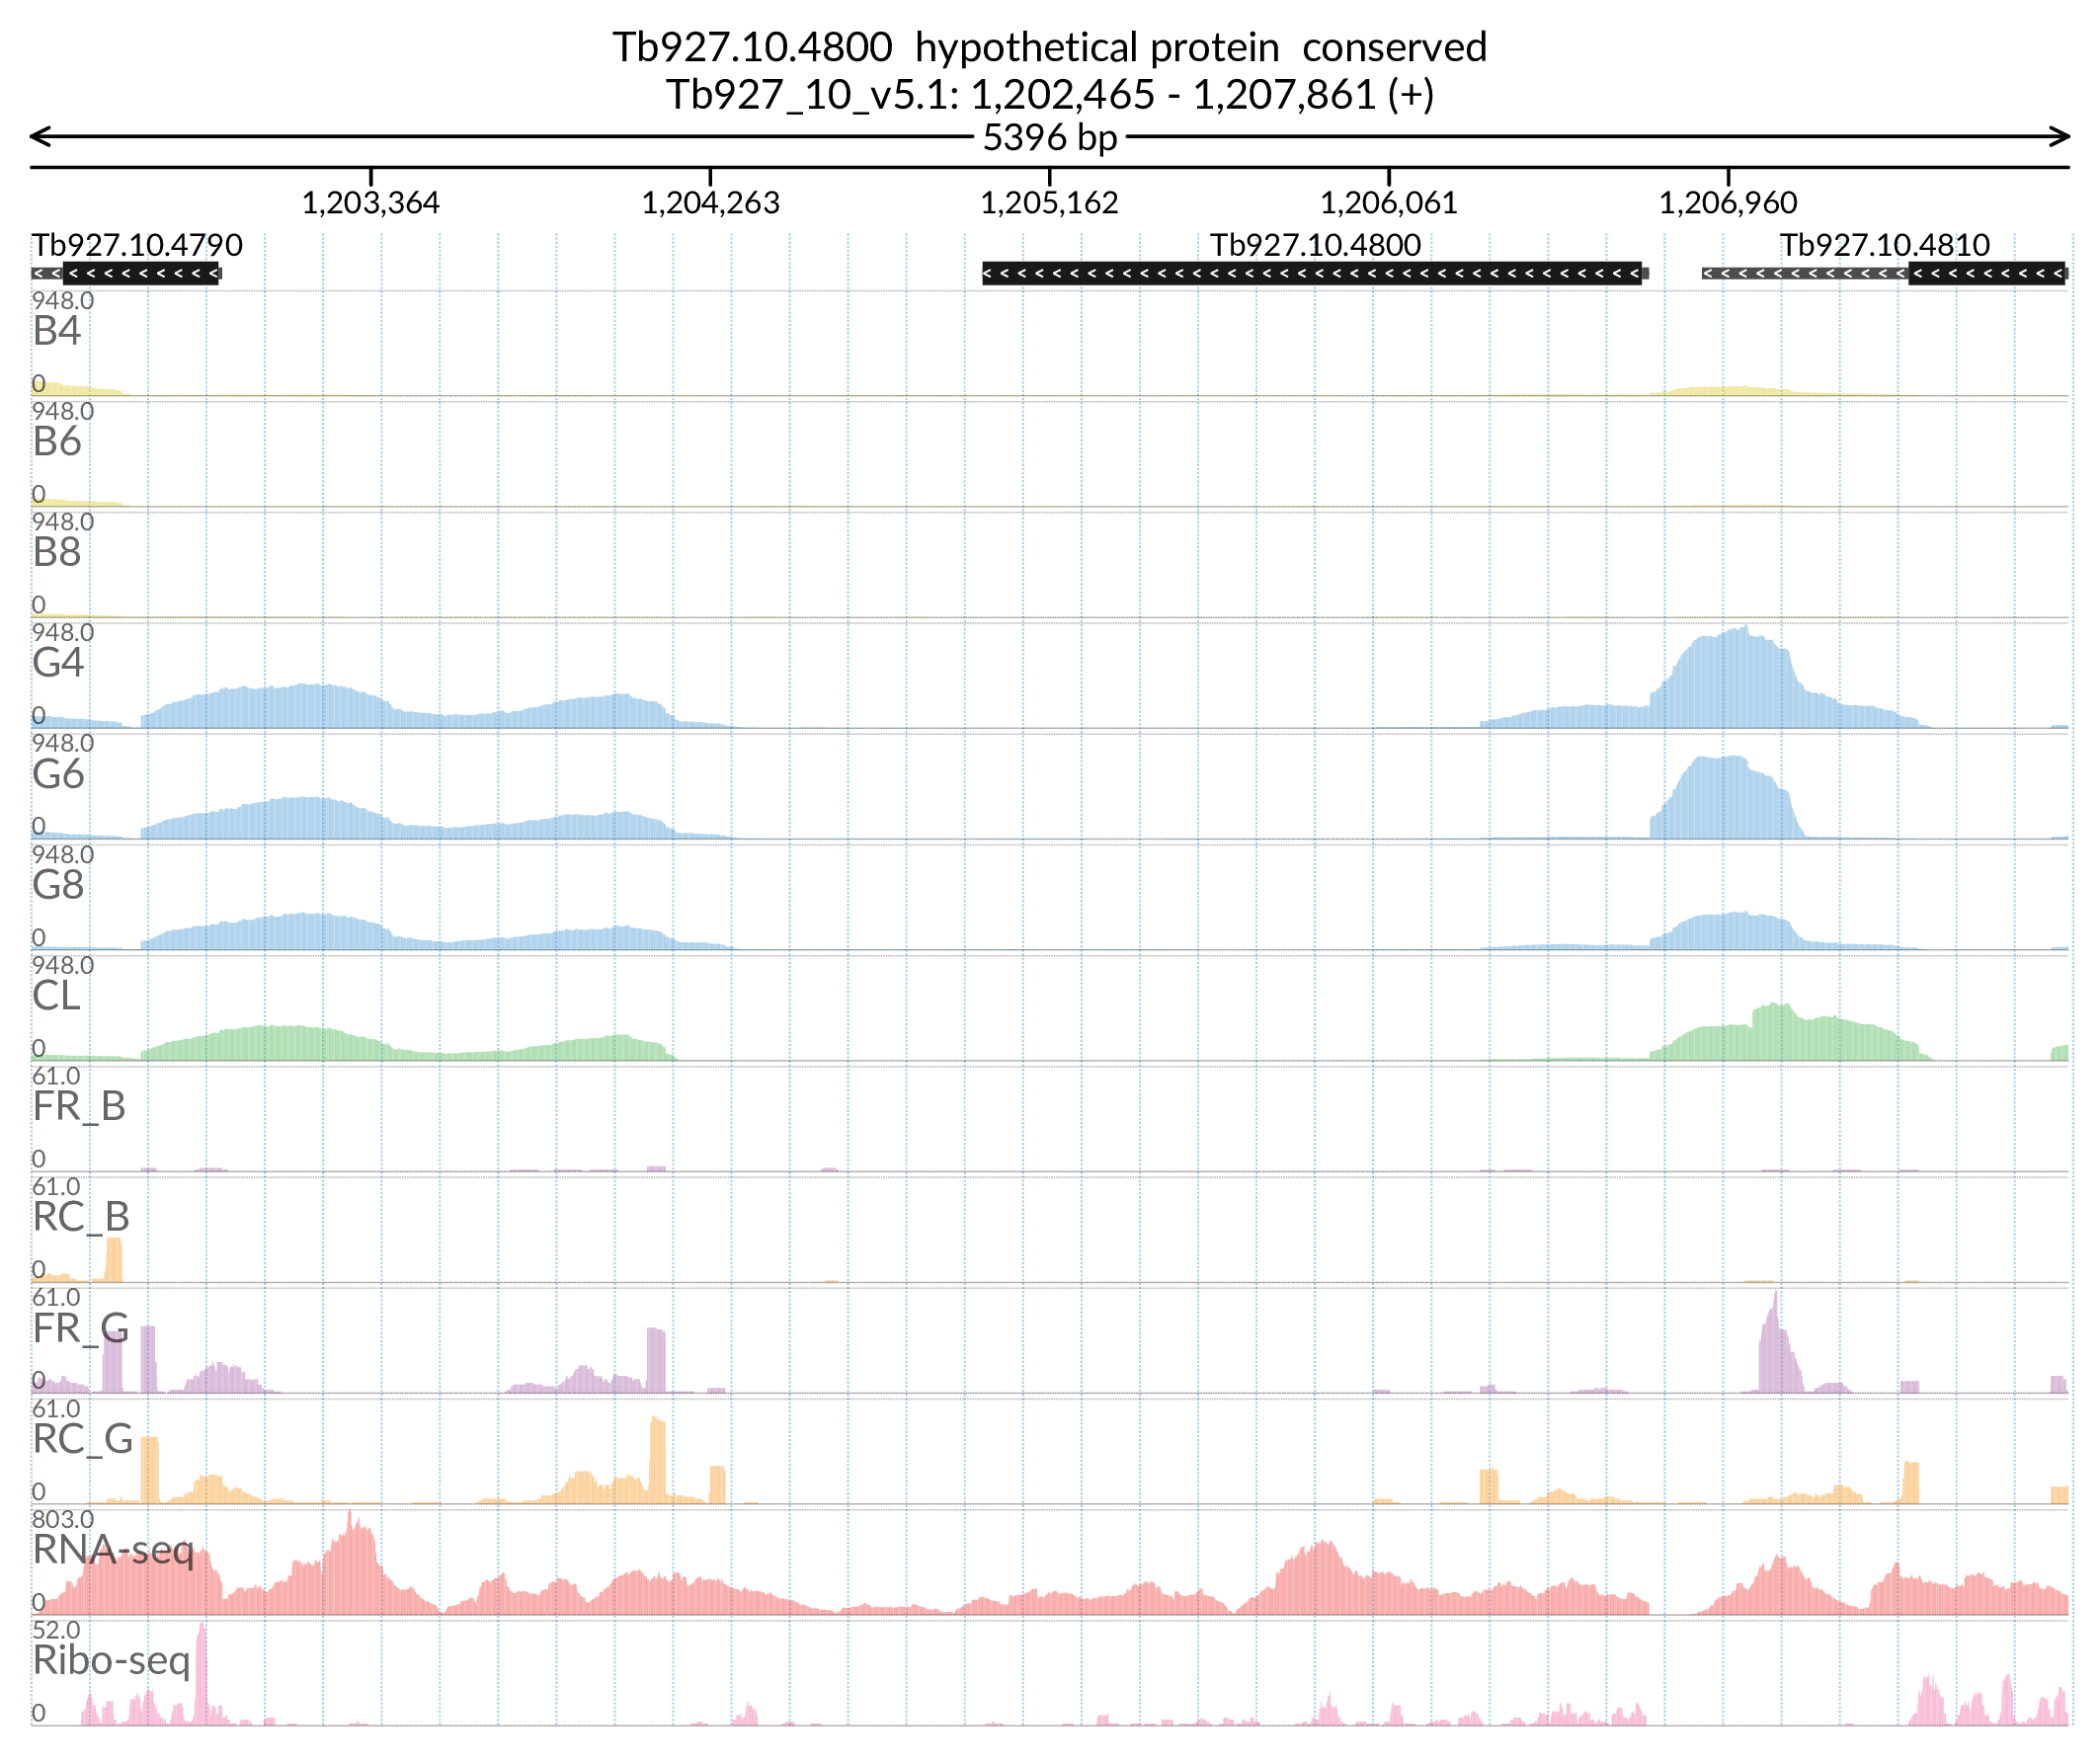 Tb927.10.4800 hypothetical protein conserved
Tb927_10_v5.1: 1,202,465 - 1,207,861 (+)
5396 bp
1,203,364 1,204,263 1,205,162 1,206,061 1,206,960
Tb927.10.4790 Tb927.10.4800 Tb927.10.4810
948.0
B4
0
948.0
B6
0
948.0
B8
0
948.0
G4
0
948.0
G6
0
948.0
G8
0
948.0
CL
0
61.0
FR_B
0
61.0
RC_B
0
61.0
FR_G
0
61.0
RC_G
0
803.0
RNA-seq
0
52.0
Ribo-seq
0